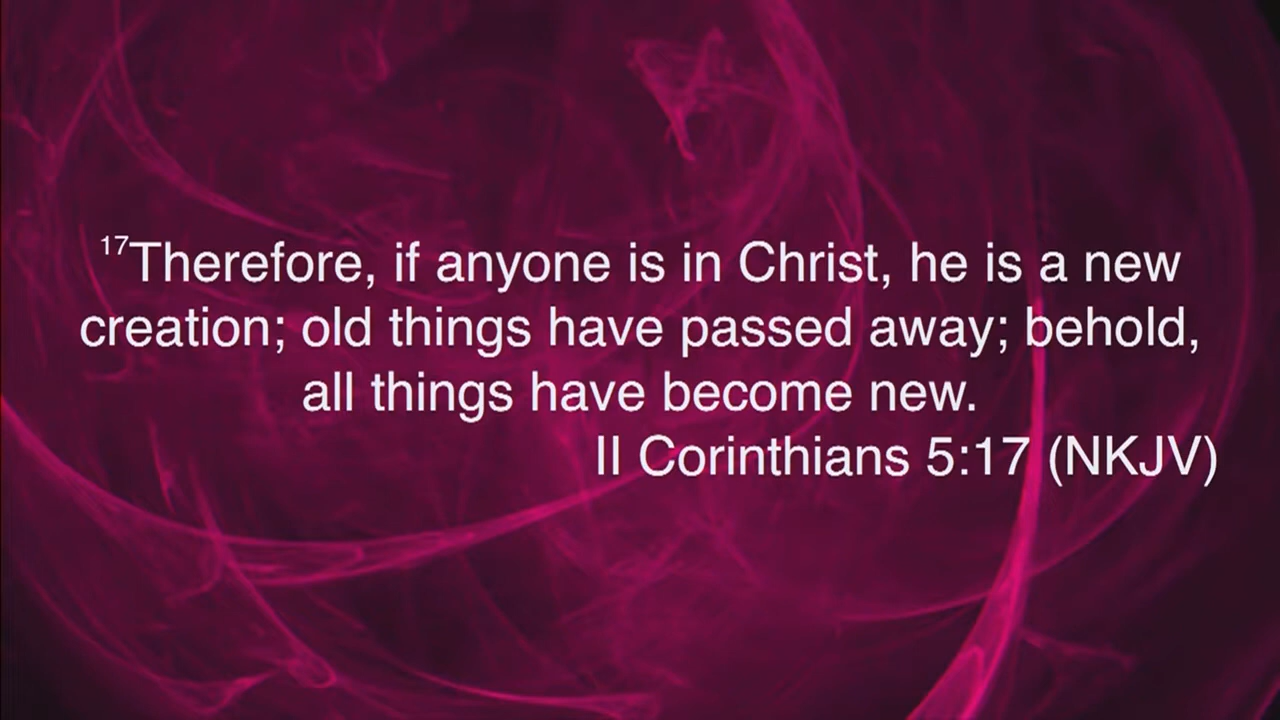 17Therefore, if anyone is in Christ, he is a new
creation; old things have passed away; behold,
all things have become new.
II Corinthians 5:17 (NKJV)